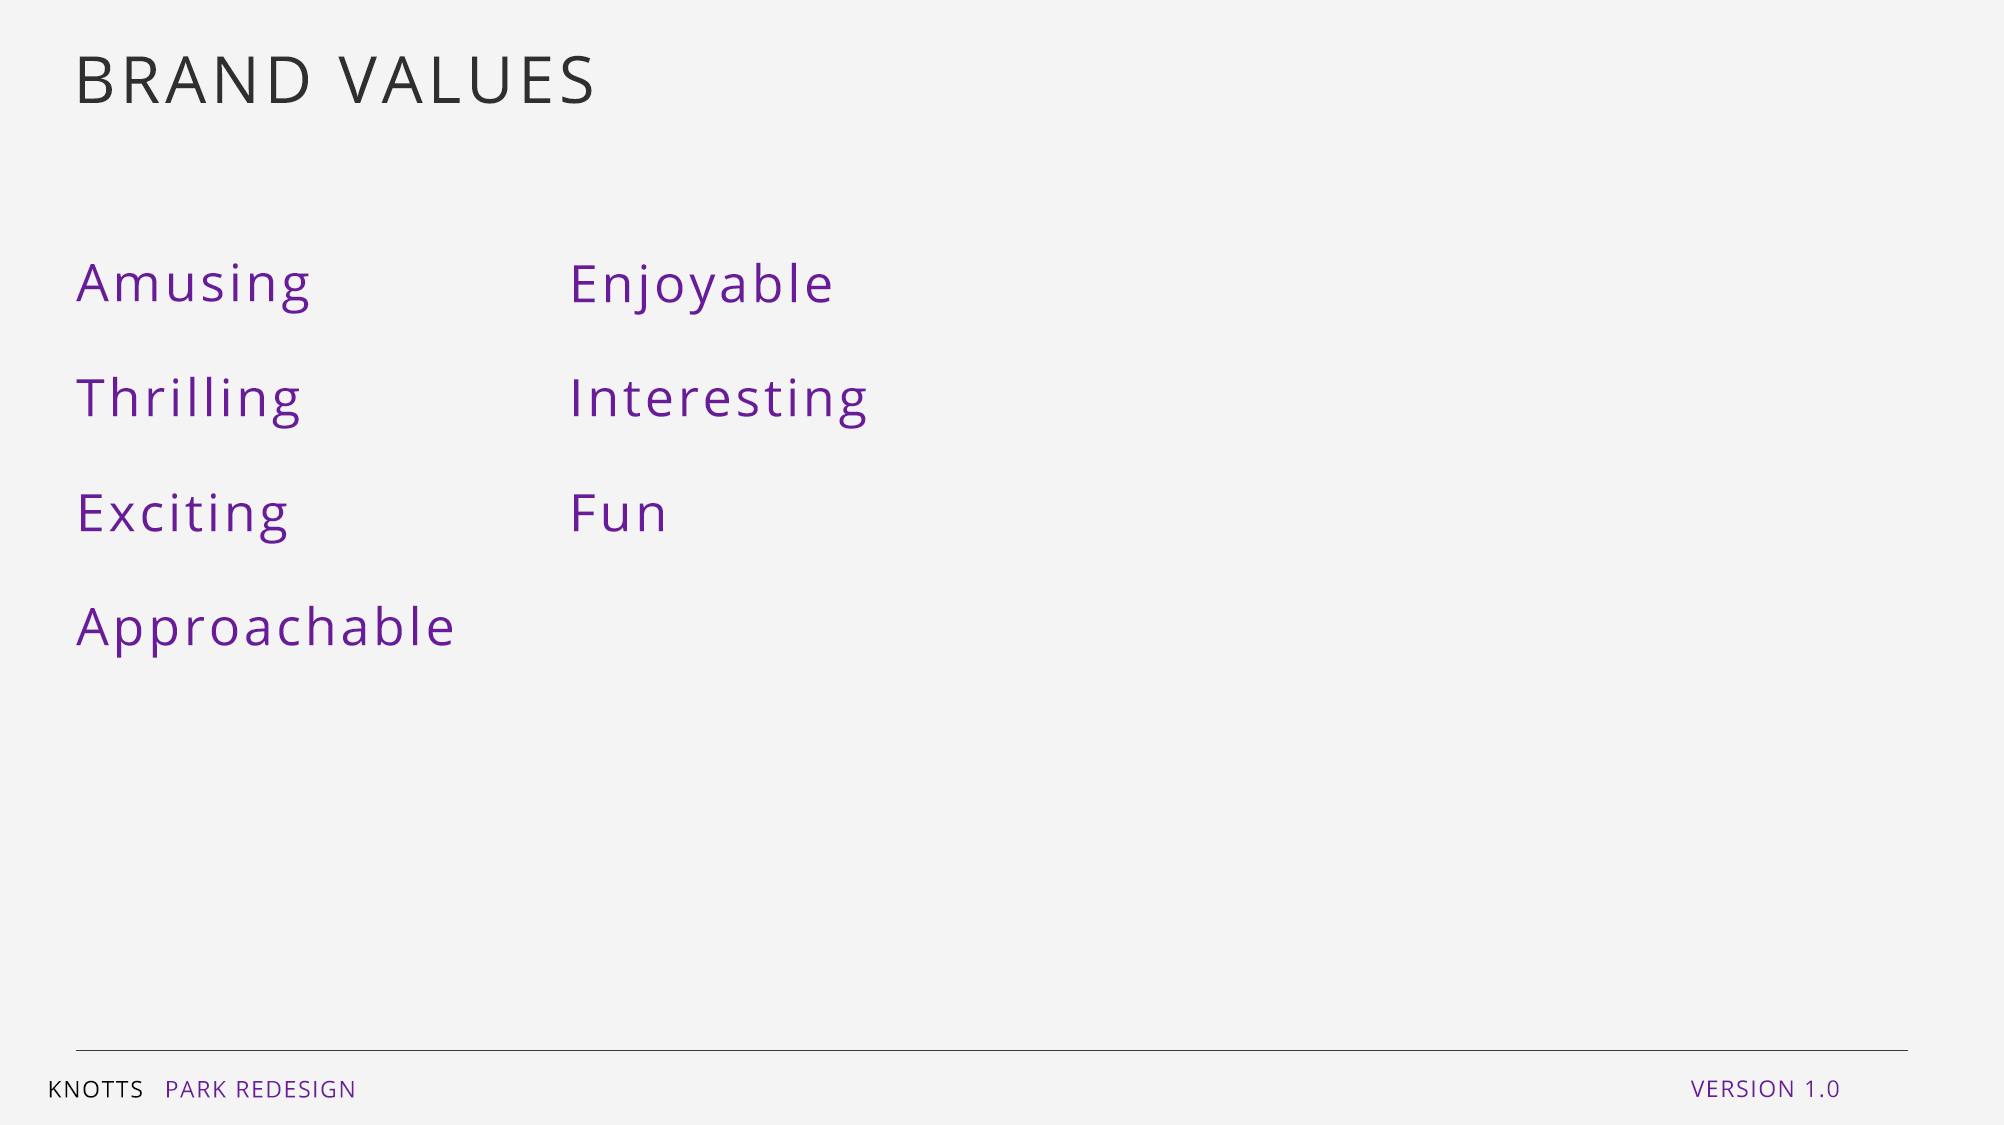 BRAND VALUES
Amusing
Thrilling
Exciting
Approachable
Enjoyable
Interesting
Fun
KNOTTS PARK REDESIGN
VERSION 1.0